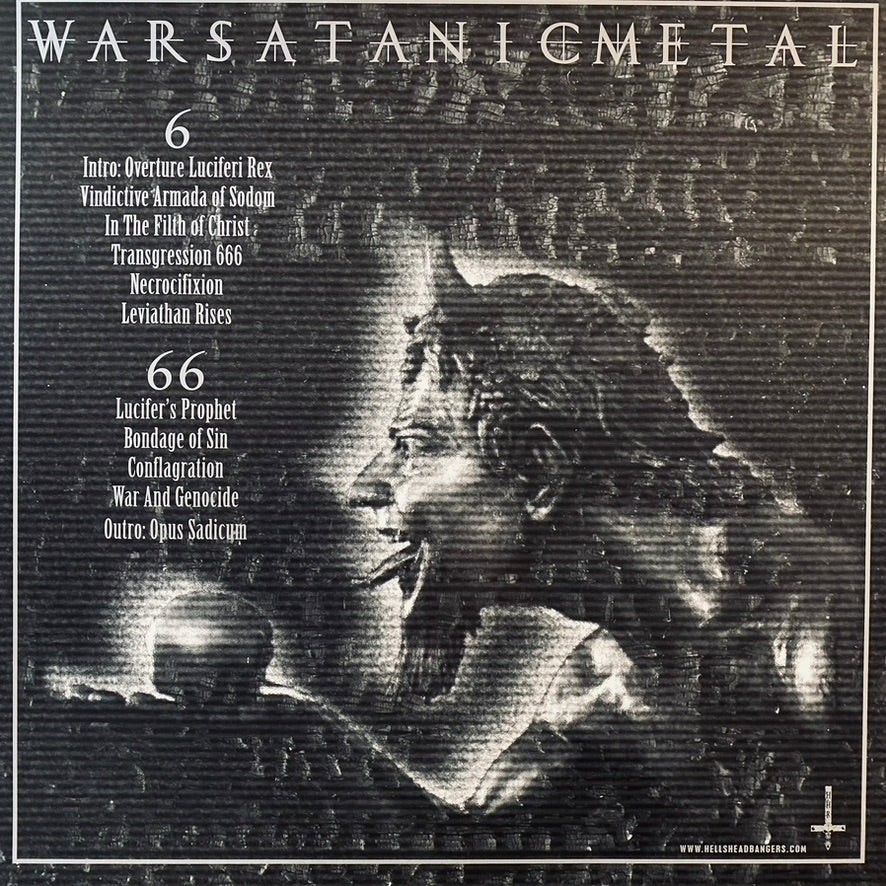 WARSATANICMETAL
6
Intro: Overture Luciferi Rex
Vindictive Armada of Sodom
In The Filth of Christ
Transgression 666
Necrocifixion
Leviathan Rises
66
Lucifer's Prophet
Bondage of Sin
Conflagration
War And Genocide
Outro: Opus Sadicum
WWW.HELLSHEADBANGERS.COM